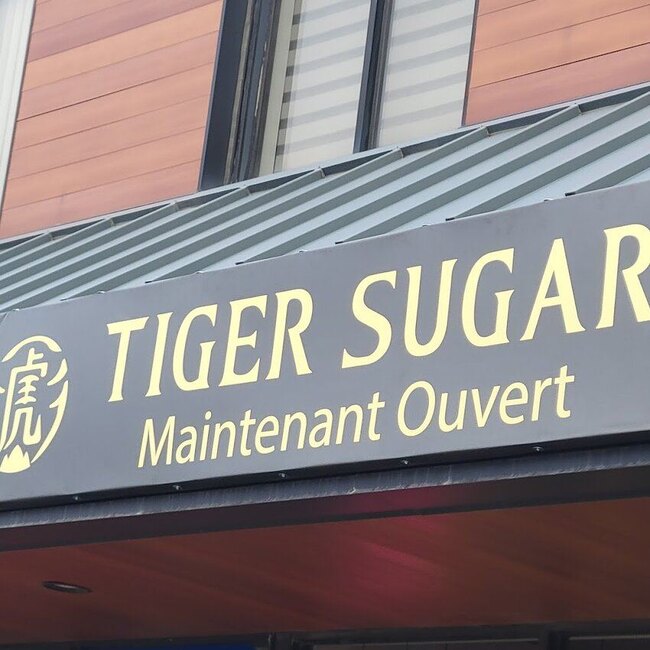 TIGER SUGAR
Maintenant Ouvert
虎